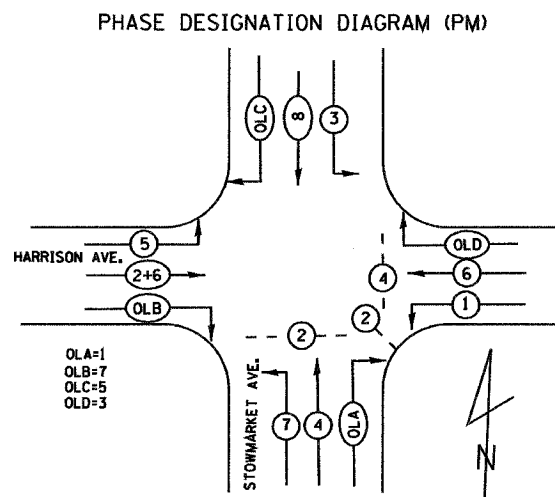 PHASE DESIGNATION DIAGRAM (PM)
OLC
8
3
HARRISON AVE.
5
2+6
OLB
OLD
4
6
1
2
2
OLA=1
OLB=7
OLC=5
OLD=3
STOWMARKET AVE.
7
4
OLA
N